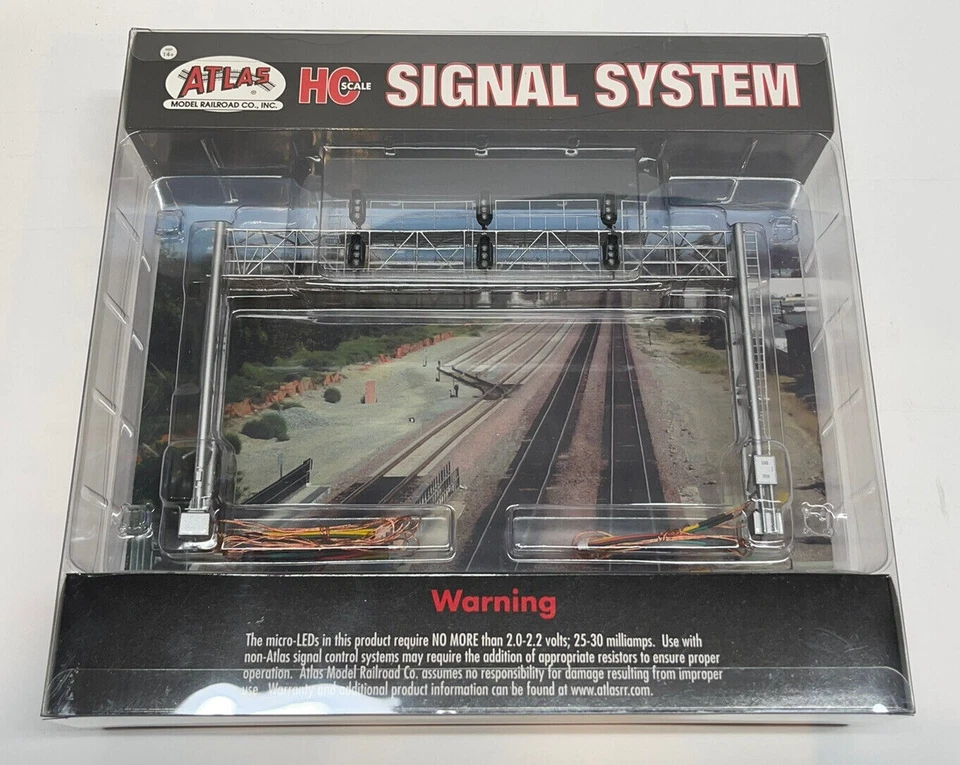 14+
ATLAS
MODEL RAILROAD CO., INC.
HO SCALE
SIGNAL SYSTEM
Warning
The micro-LEDs in this product require NO MORE than 2.0-2.2 volts; 25-30 milliamps. Use with
non-Atlas signal control systems may require the addition of appropriate resistors to ensure proper
operation. Atlas Model Railroad Co. assumes no responsibility for damage resulting from improper
use. Warranty and additional product information can be found at www.atlasrr.com.